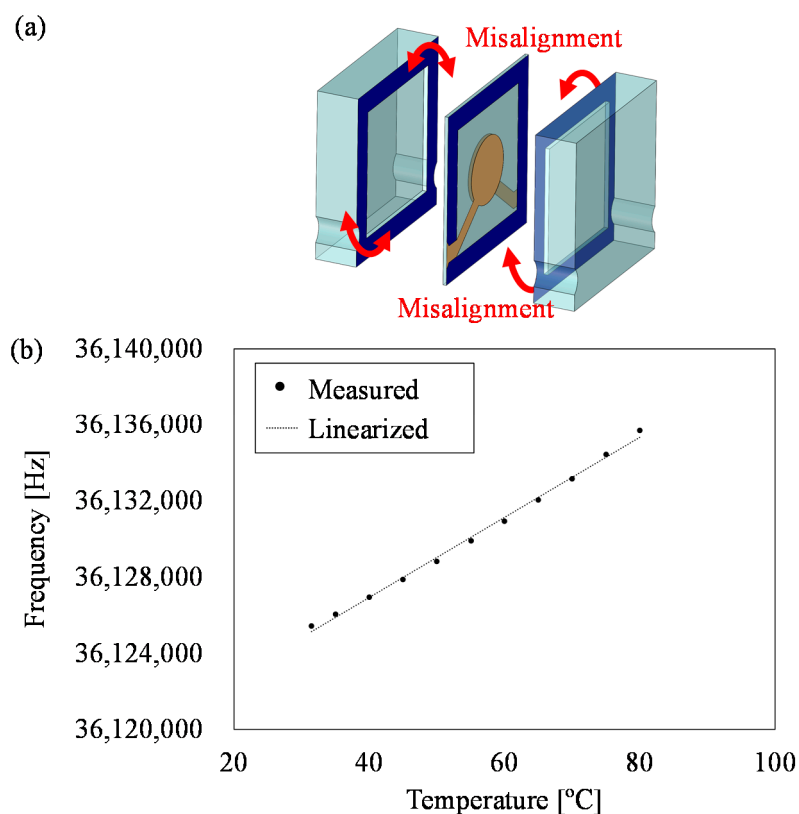 (a)
Misalignment
Misalignment
(b)
36,140,000
36,136,000
36,132,000
36,128,000
36,124,000
36,120,000
Frequency [Hz]
Measured
Linearized
20 40 60 80 100
Temperature [ºC]